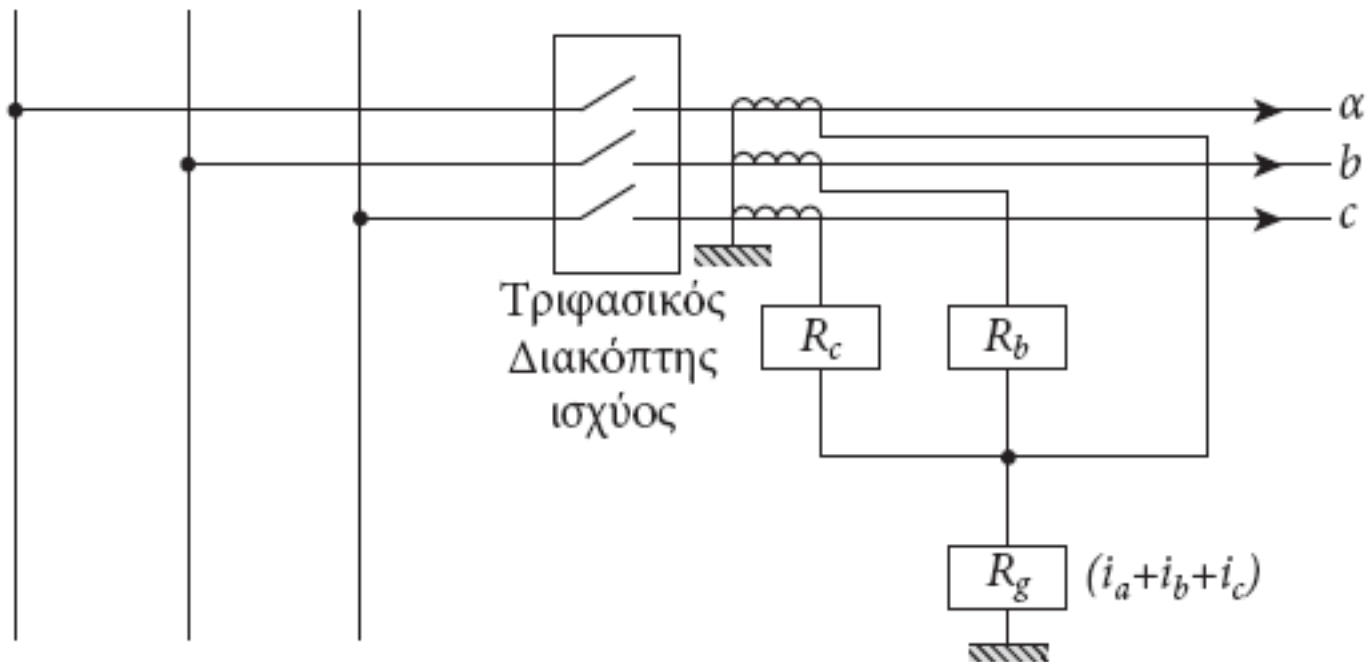 α
b
c
Τριφασικός
Διακόπτης
ισχύος
R_c
R_b
R_g (i_a+i_b+i_c)